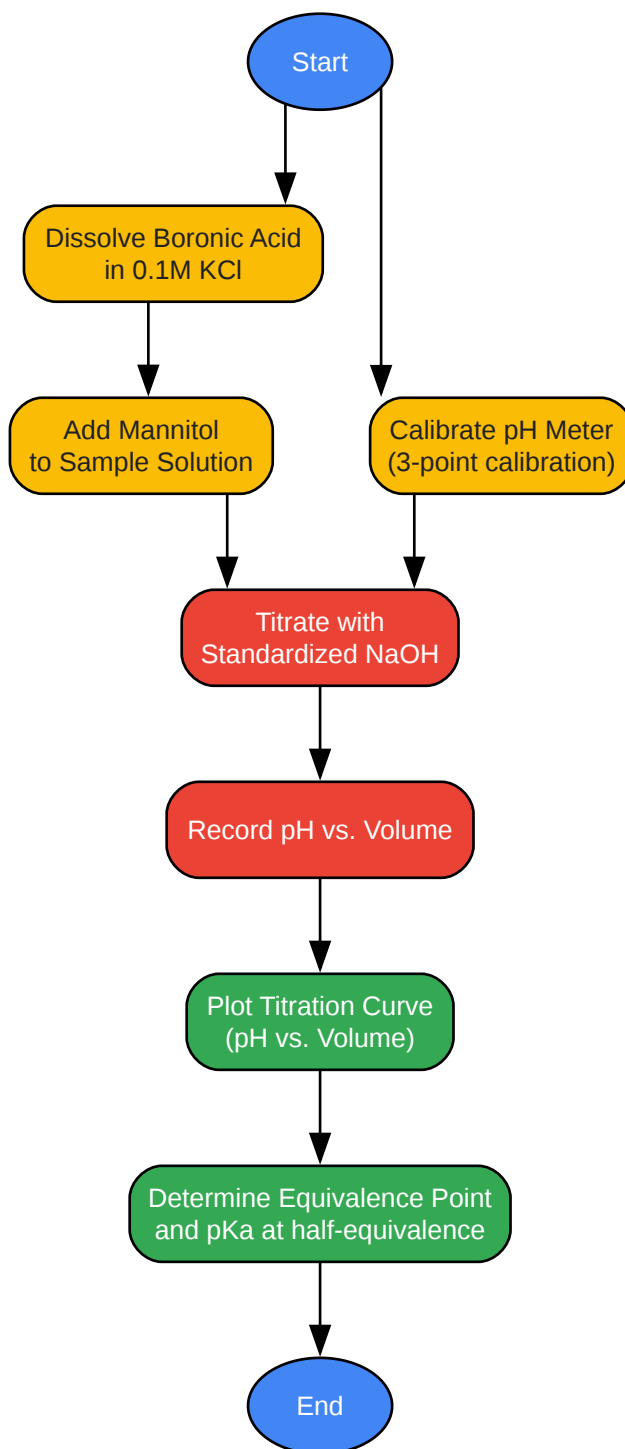 Start
Dissolve Boronic Acid
in 0.1M KCl
Add Mannitol
to Sample Solution
Calibrate pH Meter
(3-point calibration)
Titrate with
Standardized NaOH
Record pH vs. Volume
Plot Titration Curve
(pH vs. Volume)
Determine Equivalence Point
and pKa at half-equivalence
End